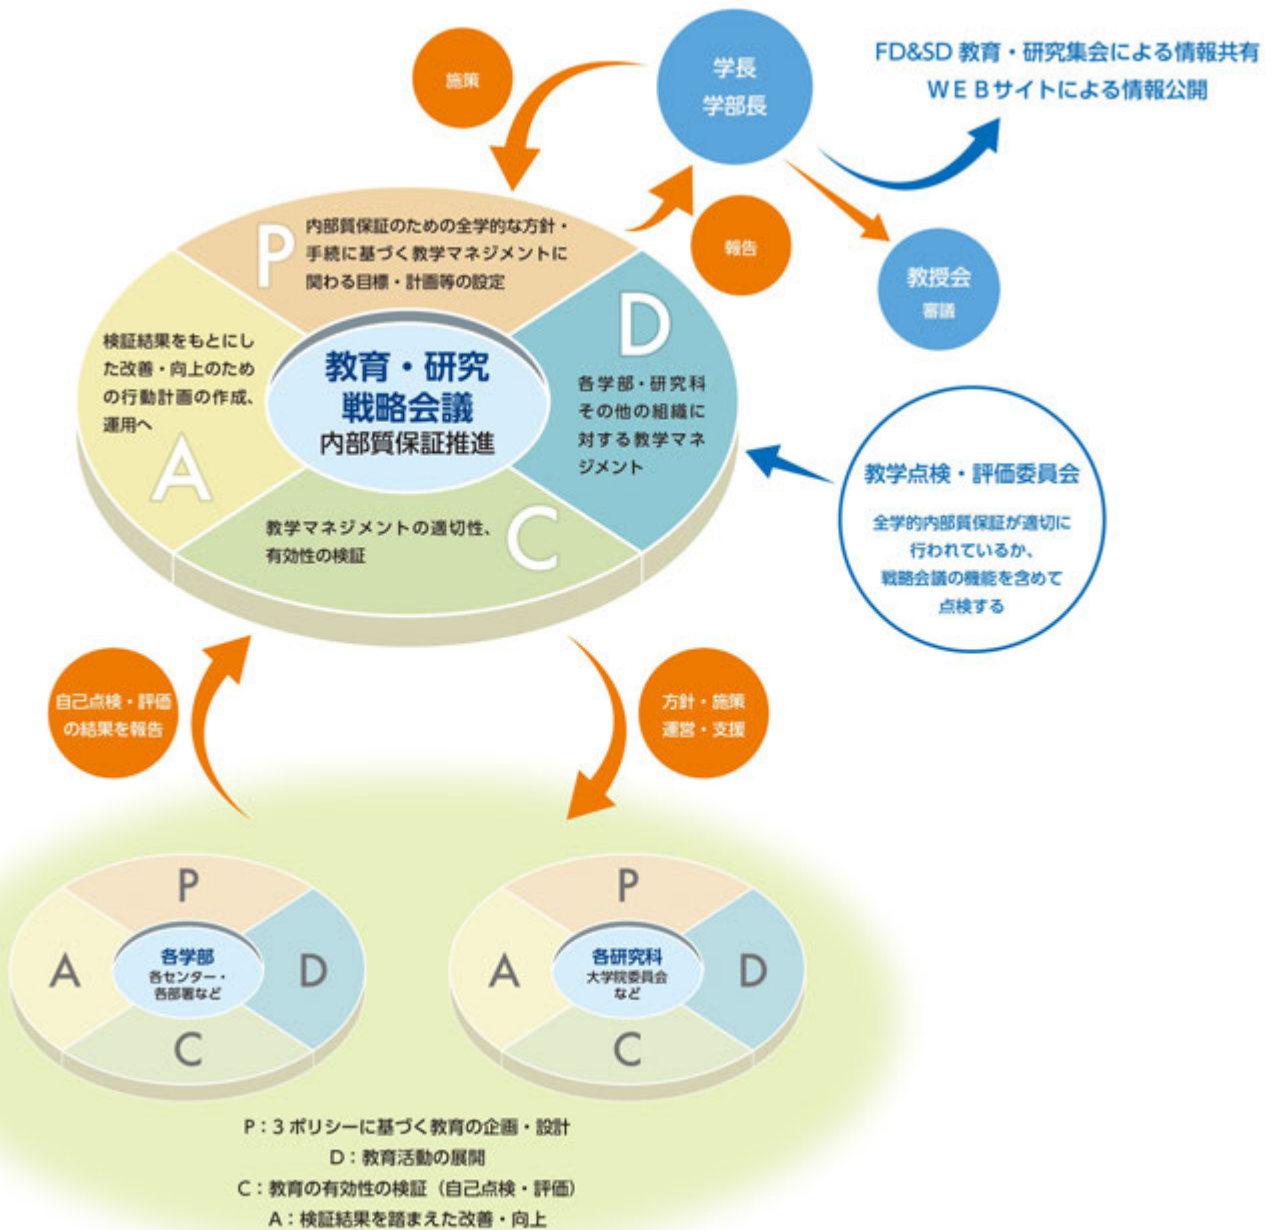 施策
学長
学部長
FD&SD 教育・研究集会による情報共有
WEBサイトによる情報公開
P
内部質保証のための全学的な方針・
手続に基づく教学マネジメントに
関わる目標・計画等の設定
報告
教授会
審議
D
各学部・研究科
その他の組織に
対する教学マネ
ジメント
検証結果をもとにし
た改善・向上のため
の行動計画の作成、
運用へ
A
教育・研究
戦略会議
内部質保証推進
教学マネジメントの適切性、
有効性の検証
C
教学点検・評価委員会
全学的内部質保証が適切に
行われているか、
戦略会議の機能を含めて
点検する
自己点検・評価
の結果を報告
方針・施策
運営・支援
P
A
各学部
各センター・
各部署など
D
C
P
A
各研究科
大学院委員会
など
D
C
P：3ポリシーに基づく教育の企画・設計
D：教育活動の展開
C：教育の有効性の検証（自己点検・評価）
A：検証結果を踏まえた改善・向上